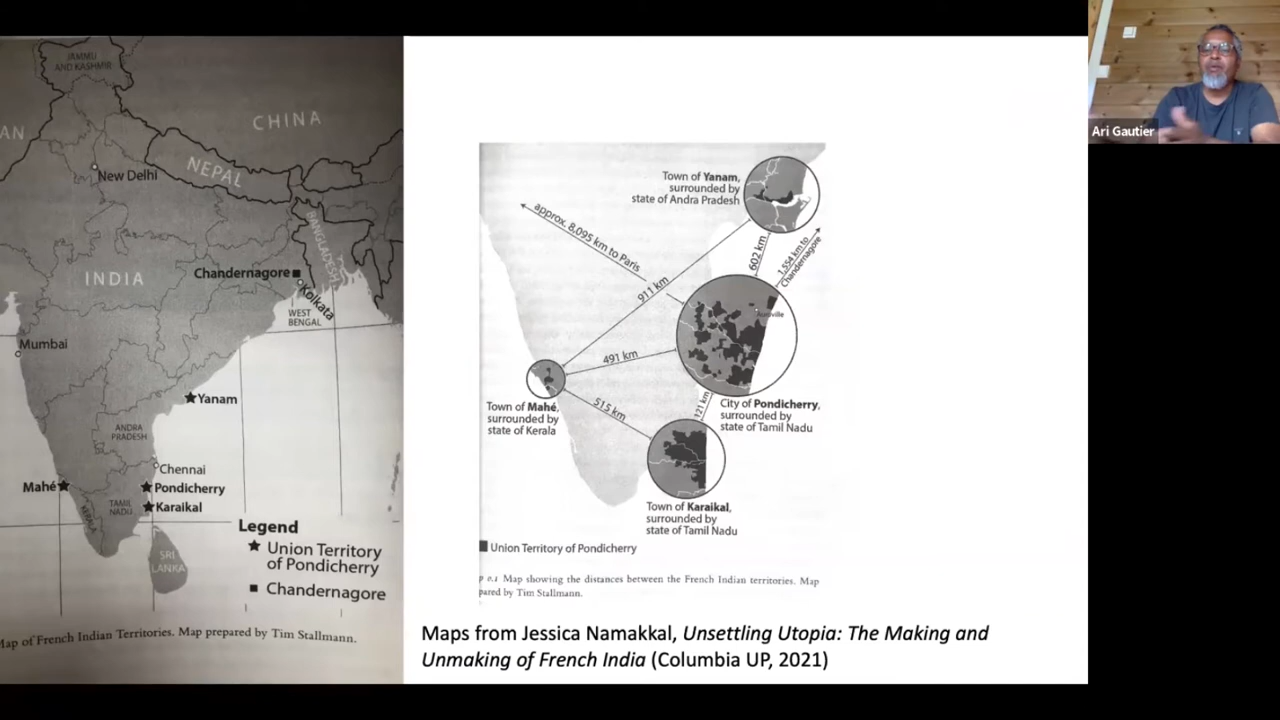 JAMMU
AND KASHMIR
AN
CHINA
NEPAL
New Delhi
BANGLADESH
Chandernagore
INDIA
Kolkata
WEST
BENGAL
Mumbai
Yanam
ANDRA
PRADESH
Chennai
Mahé
Pondicherry
TAMIL
NADU
Karaikal
KERALA
SRI
LANKA
Legend
Union Territory
of Pondicherry
Chandernagore
Map of French Indian Territories. Map prepared by Tim Stallmann.
Town of Yanam,
surrounded by
state of Andra Pradesh
approx. 8,095 km to Paris
911 km
602 km
1,554 km to
Chandernagore
Auroville
491 km
515 km
121 km
Town of Mahé,
surrounded by
state of Kerala
City of Pondicherry,
surrounded by
state of Tamil Nadu
Town of Karaikal,
surrounded by
state of Tamil Nadu
Union Territory of Pondicherry
p 0.1 Map showing the distances between the French Indian territories. Map
pared by Tim Stallmann.
Maps from Jessica Namakkal, Unsettling Utopia: The Making and
Unmaking of French India (Columbia UP, 2021)
Ari Gautier